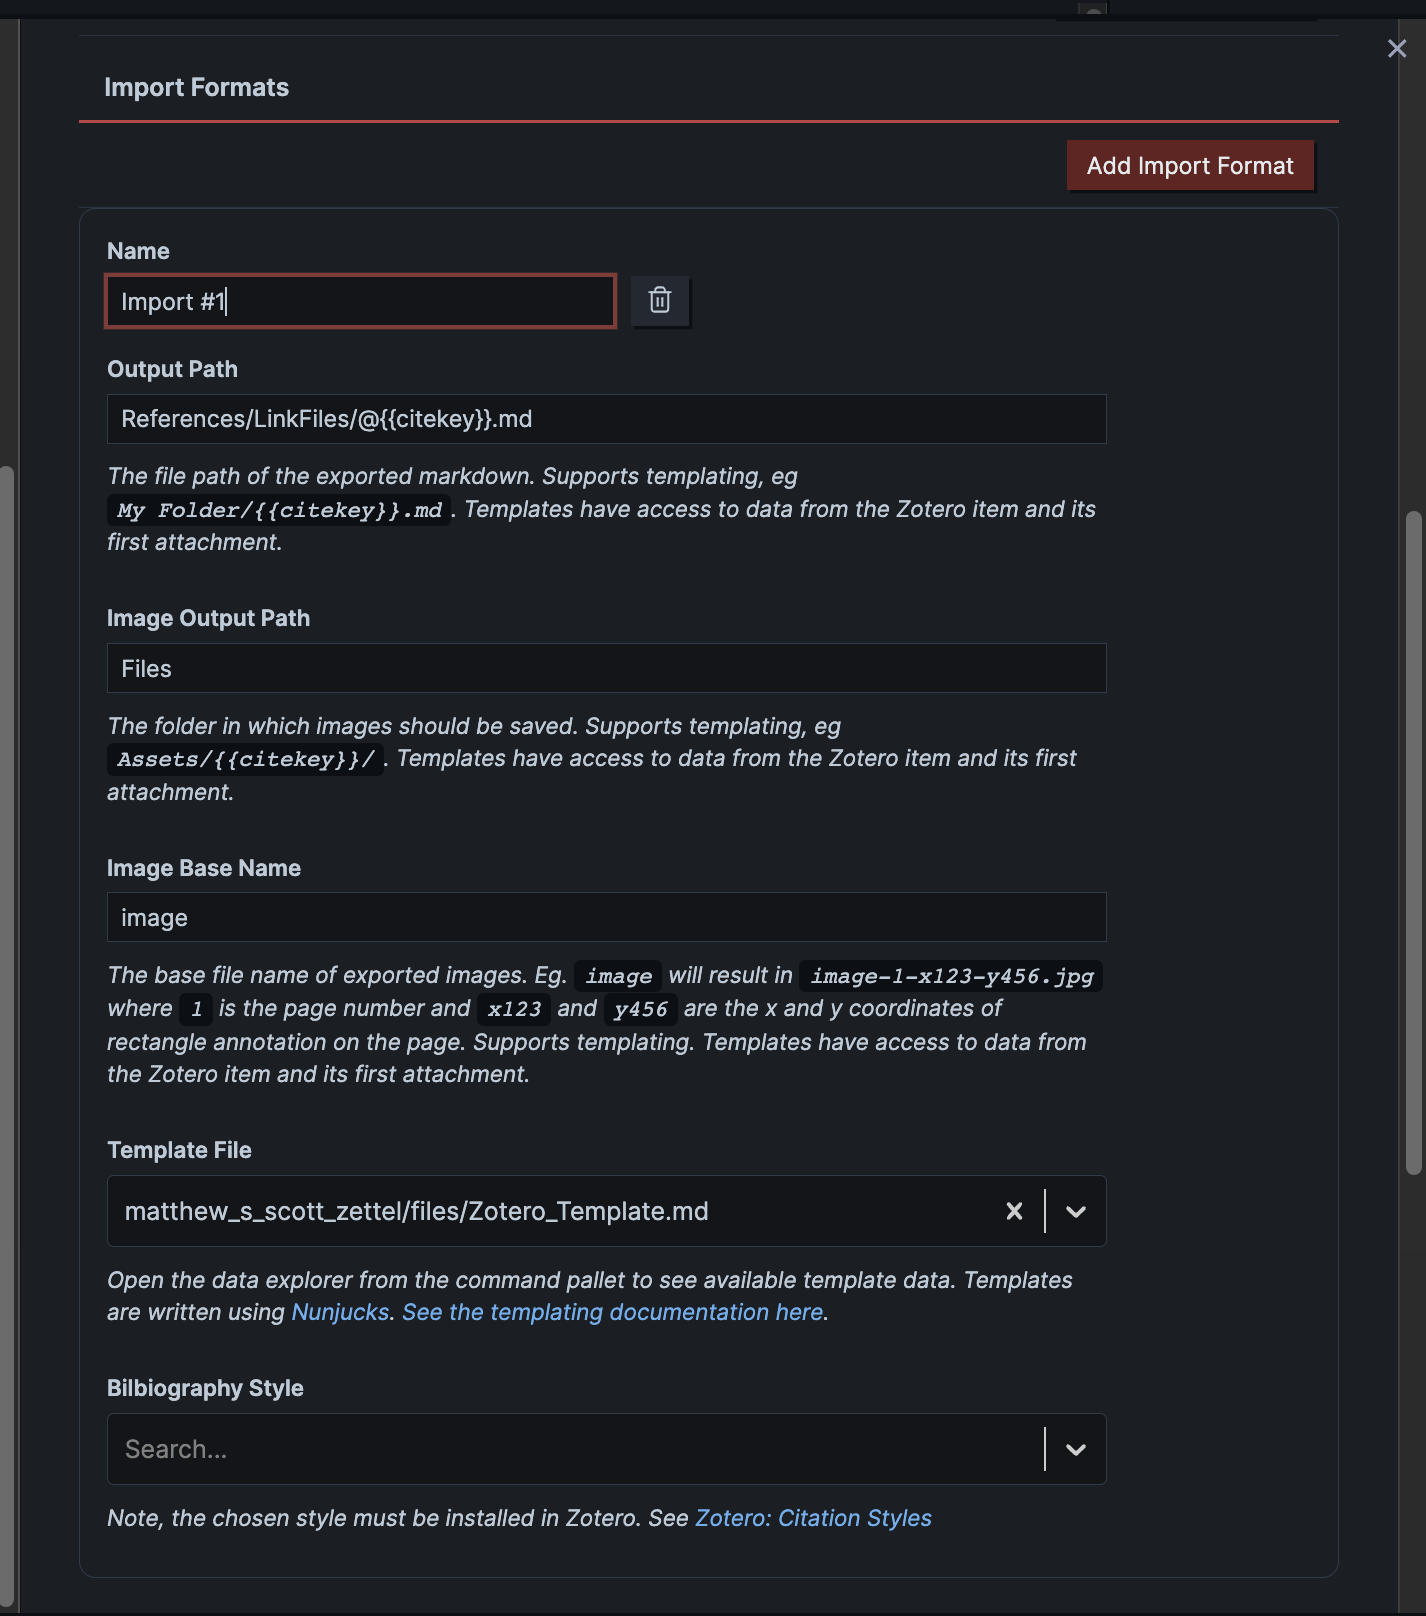 Import Formats
Add Import Format
Name
Import #1
Output Path
References/LinkFiles/@{{citekey}}.md
The file path of the exported markdown. Supports templating, eg
My Folder/{{citekey}}.md. Templates have access to data from the Zotero item and its
first attachment.
Image Output Path
Files
The folder in which images should be saved. Supports templating, eg
Assets/{{citekey}}/. Templates have access to data from the Zotero item and its first
attachment.
Image Base Name
image
The base file name of exported images. Eg. image will result in image-1-x123-y456.jpg
where 1 is the page number and x123 and y456 are the x and y coordinates of
rectangle annotation on the page. Supports templating. Templates have access to data from
the Zotero item and its first attachment.
Template File
matthew_s_scott_zettel/files/Zotero_Template.md
Open the data explorer from the command pallet to see available template data. Templates
are written using Nunjucks. See the templating documentation here.
Bilbiography Style
Search...
Note, the chosen style must be installed in Zotero. See Zotero: Citation Styles